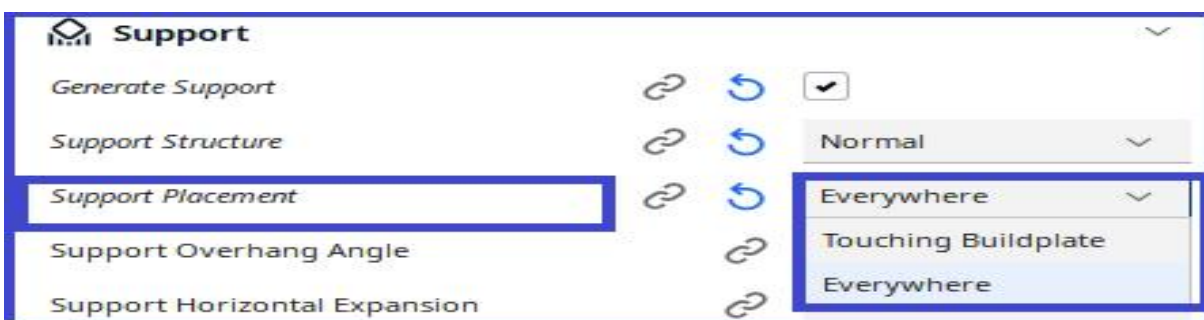 Support
Generate Support
Support Structure Normal
Support Placement Everywhere
Touching Buildplate
Support Overhang Angle
Everywhere
Support Horizontal Expansion